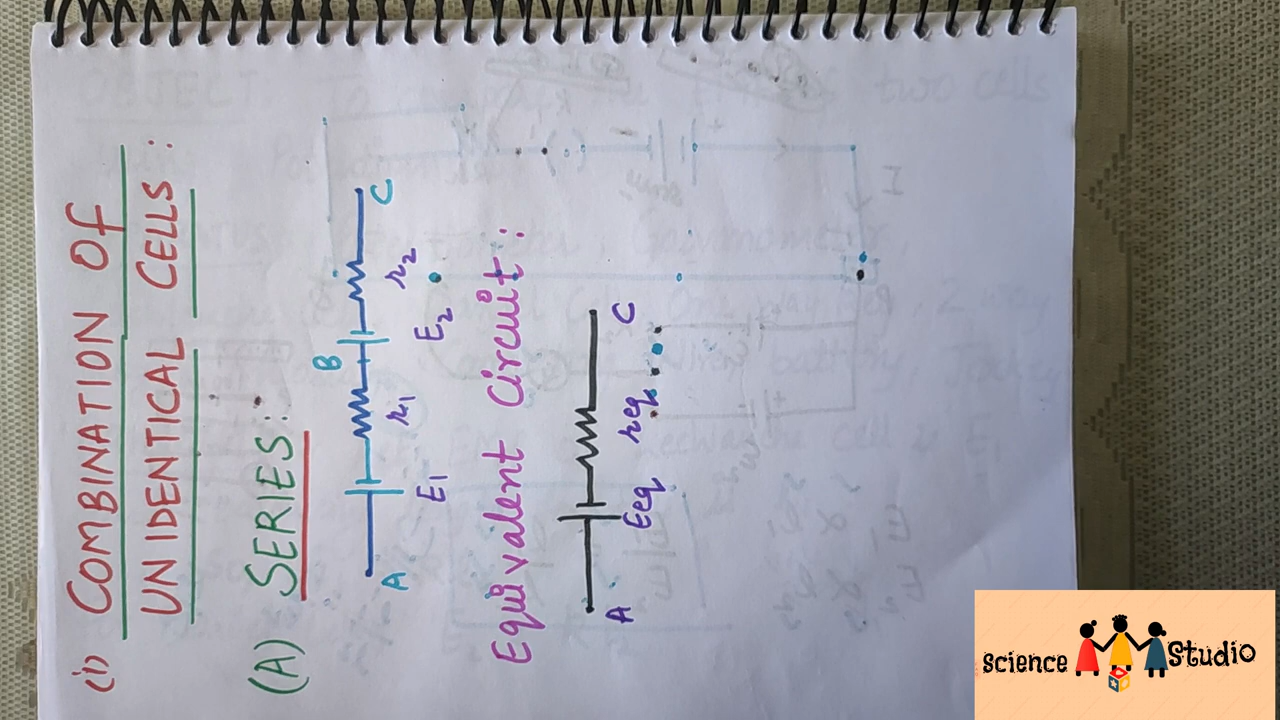 (i) COMBINATION OF
UNIDENTICAL CELLS:
(A) SERIES:
B
A E1 r1 E2 r2 C
Equivalent Circuit:
A Eeq req C
Science Studio